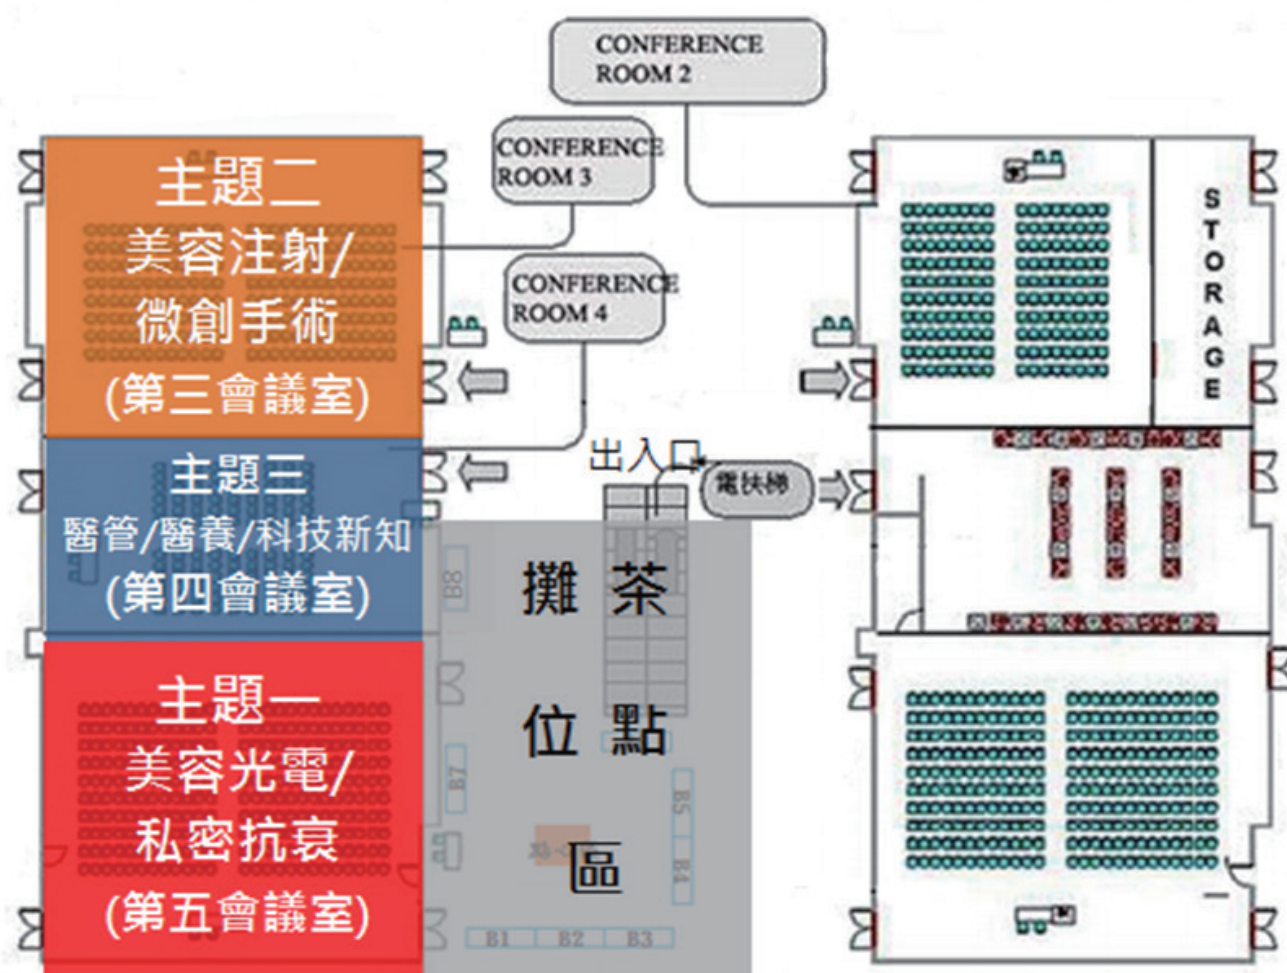 CONFERENCE
ROOM 2
CONFERENCE
ROOM 3
CONFERENCE
ROOM 4
主題二
美容注射/
微創手術
(第三會議室)
主題三
醫管/醫養/科技新知
(第四會議室)
主題一
美容光電/
私密抗衰
(第五會議室)
出入口
電扶梯
攤 茶
位 點
區
B8
B7
B5
B4
B1
B2
B3
STORAGE